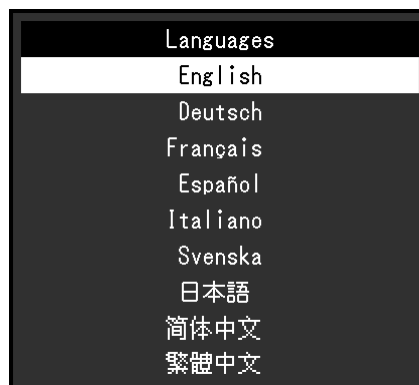 Languages
English
Deutsch
Français
Español
Italiano
Svenska
日本語
简体中文
繁體中文